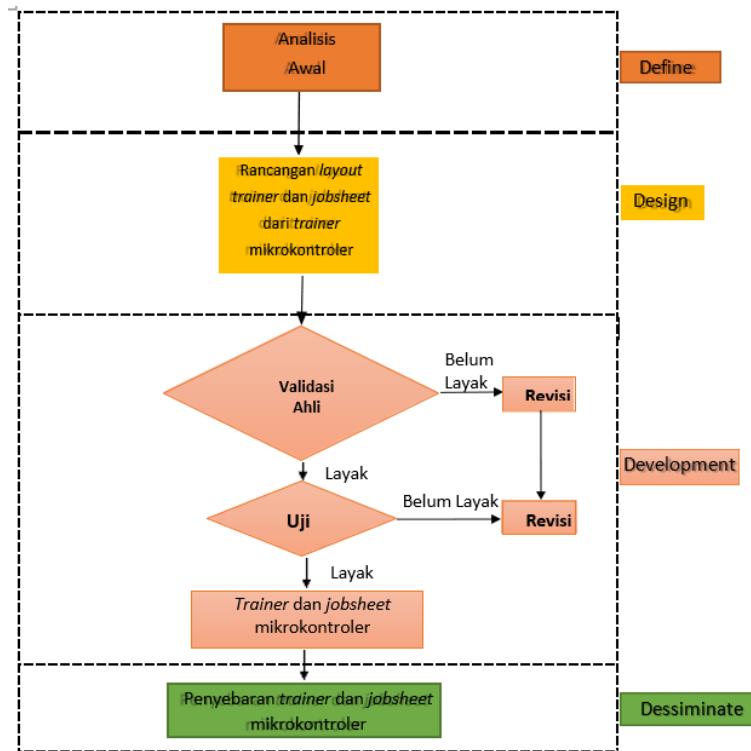 Analisis
Awal
Define
Rancangan layout
trainer dan jobsheet
dari trainer
mikrokontroler
Design
Validasi
Ahli
Belum
Layak
Revisi
Development
Layak
Uji
Belum Layak
Revisi
Layak
Trainer dan jobsheet
mikrokontroler
Penyebaran trainer dan jobsheet
mikrokontroler
Dessiminate